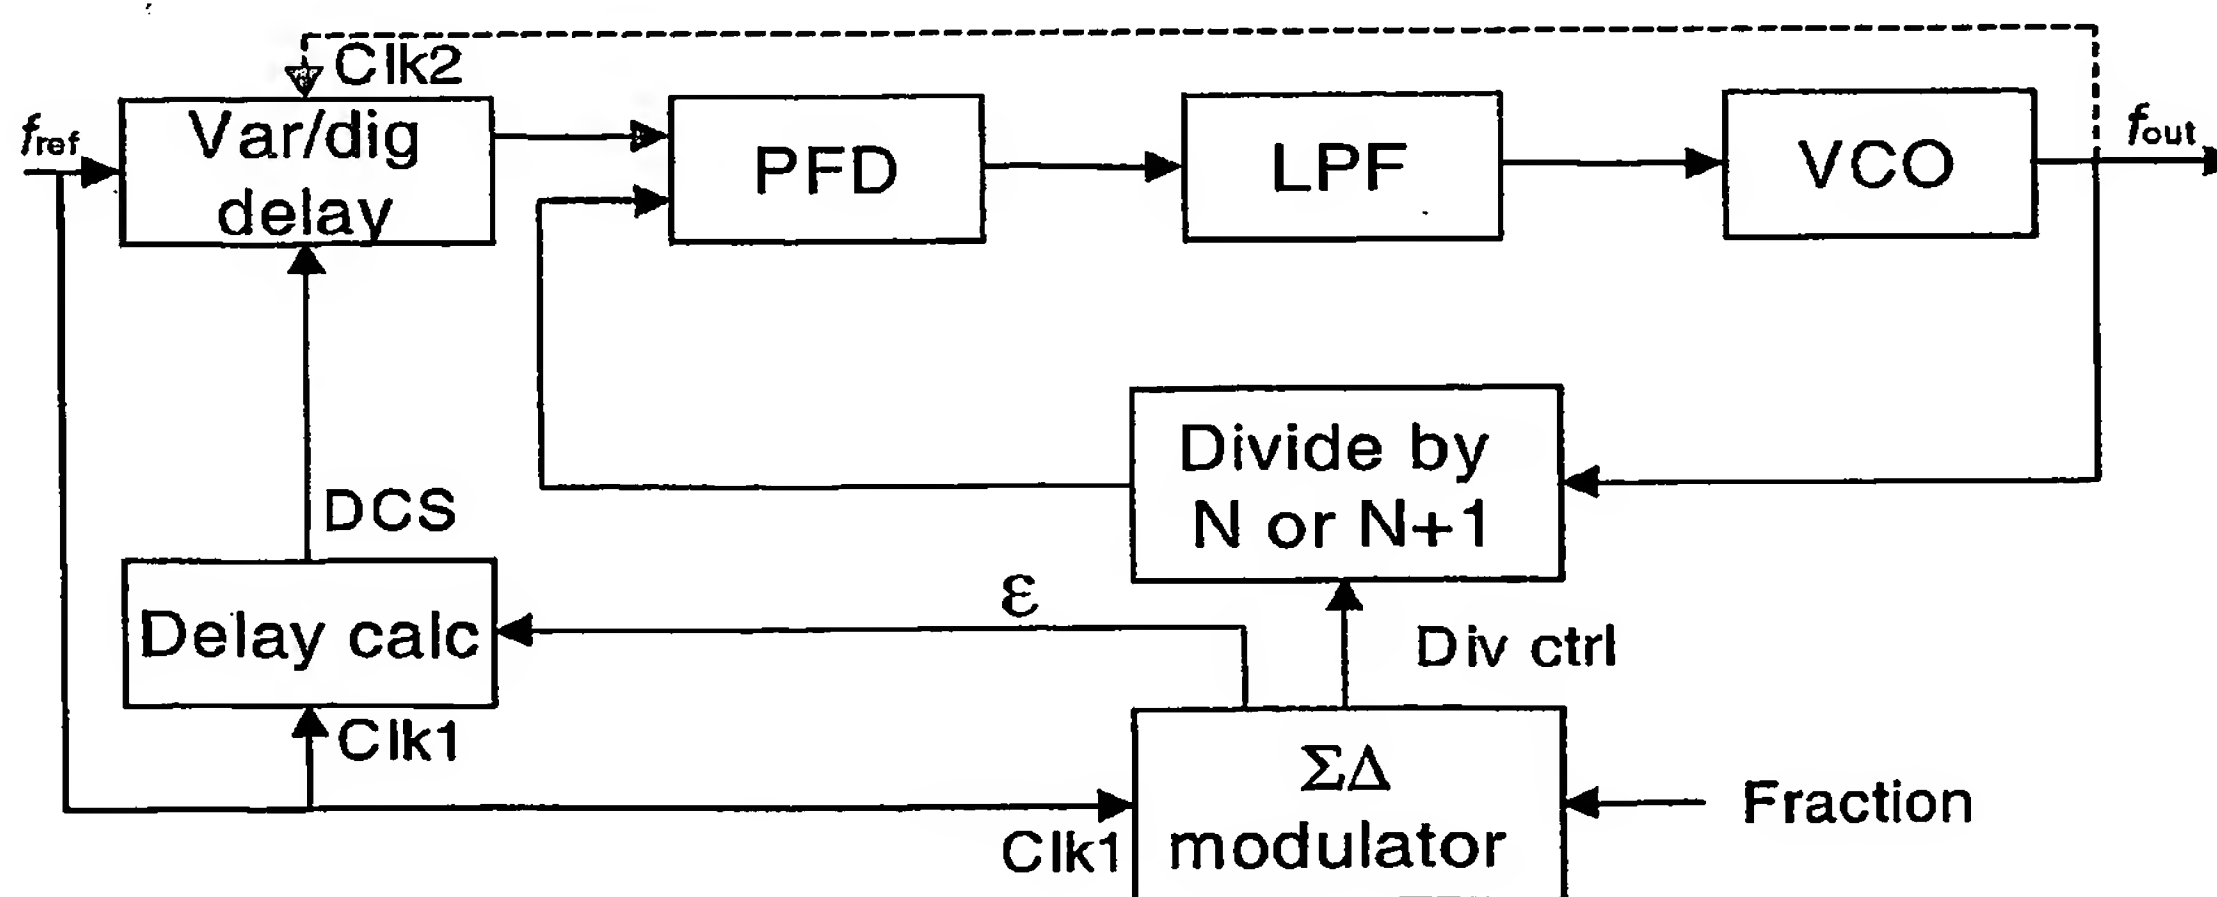 Clk2
fref
Var/dig
delay
PFD
LPF
VCO
fout
Divide by
N or N+1
DCS
ε
Delay calc
Div ctrl
Clk1
ΣΔ
modulator
Clk1
Fraction